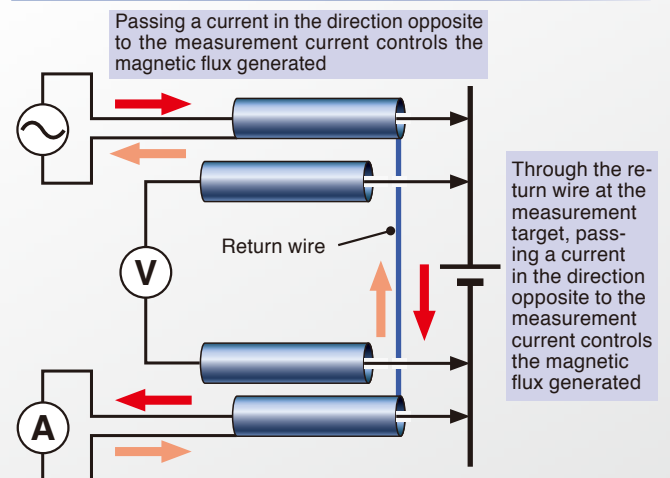 Passing a current in the direction opposite
to the measurement current controls the
magnetic flux generated
Through the re-
turn wire at the
measurement
target, pass-
ing a current
in the direction
opposite to the
measurement
current controls
the magnetic
flux generated
Return wire
V
A